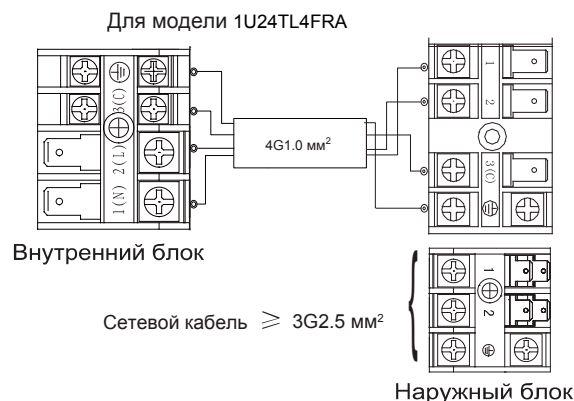 Для модели 1U24TL4FRA
3(C)
2(L)
1(N)
4G1.0 мм²
1
2
3(C)
Внутренний блок
1
2
Сетевой кабель ⩾ 3G2.5 мм²
Наружный блок